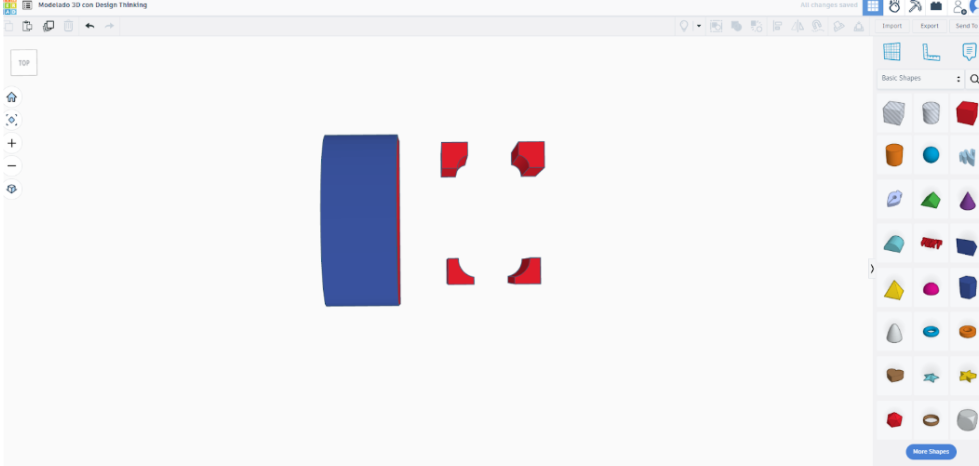 Modelado 3D con Design Thinking
All changes saved
Import
Export
Send To
TOP
Basic Shapes
More Shapes